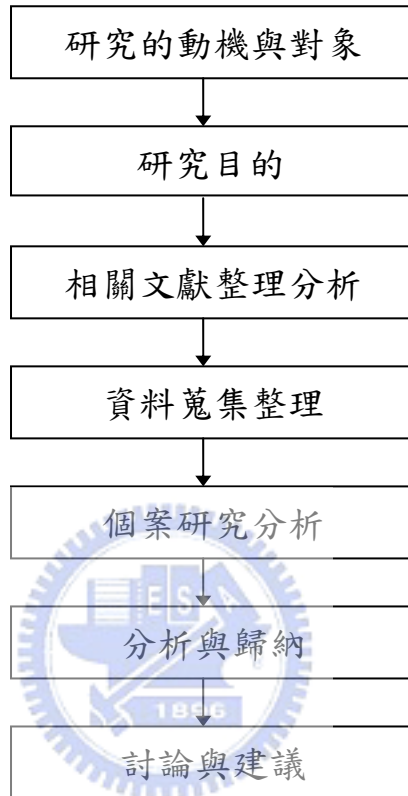 研究的動機與對象
研究目的
相關文獻整理分析
資料蒐集整理
個案研究分析
E S A
分析與歸納
1896
討論與建議